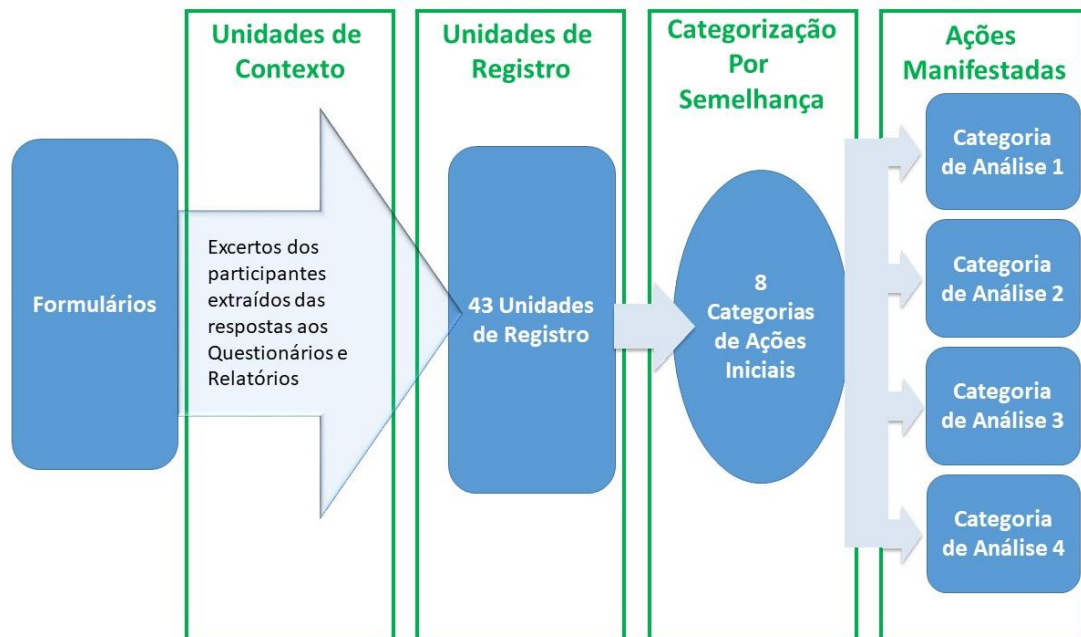 Unidades de
Contexto
Unidades de
Registro
Categorização
Por
Semelhança
Ações
Manifestadas
Formulários
Excertos dos
participantes
extraídos das
respostas aos
Questionários e
Relatórios
43 Unidades
de Registro
8
Categorias
de Ações
Iniciais
Categoria
de Análise 1
Categoria
de Análise 2
Categoria
de Análise 3
Categoria
de Análise 4